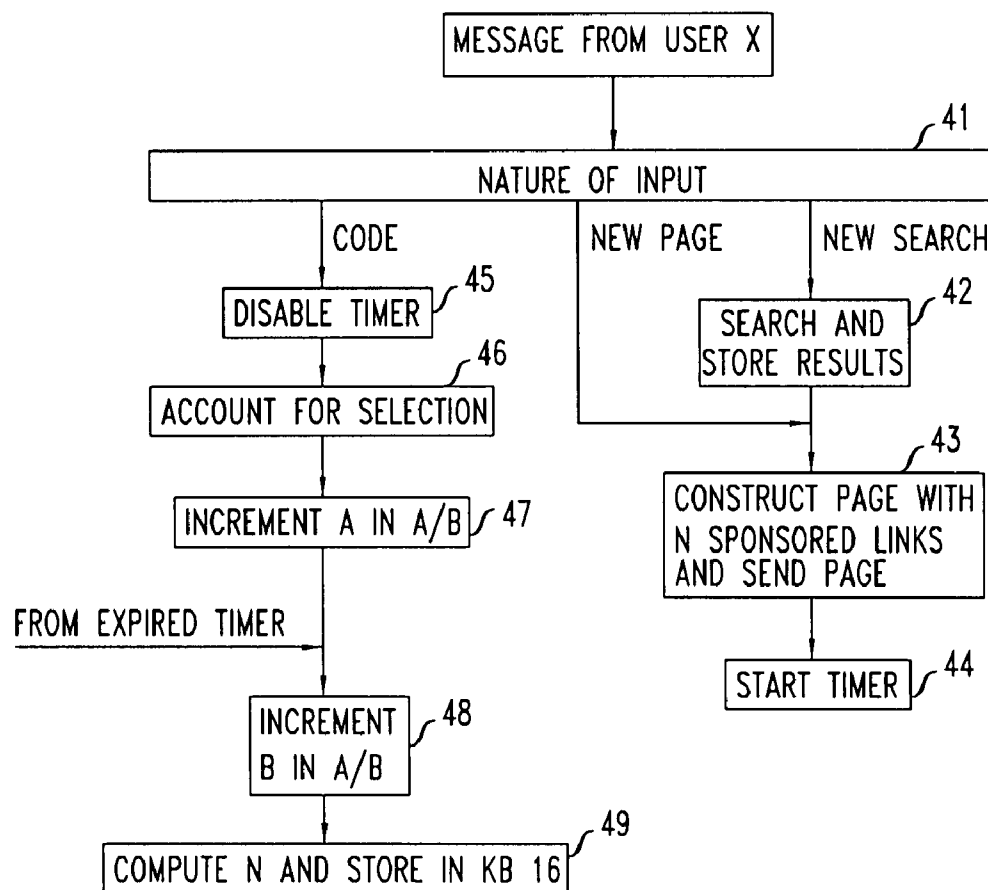 MESSAGE FROM USER X
41
NATURE OF INPUT
CODE
NEW PAGE
NEW SEARCH
45
DISABLE TIMER
42
SEARCH AND
STORE RESULTS
46
ACCOUNT FOR SELECTION
43
CONSTRUCT PAGE WITH
N SPONSORED LINKS
AND SEND PAGE
INCREMENT A IN A/B
47
FROM EXPIRED TIMER
44
START TIMER
48
INCREMENT
B IN A/B
49
COMPUTE N AND STORE IN KB 16